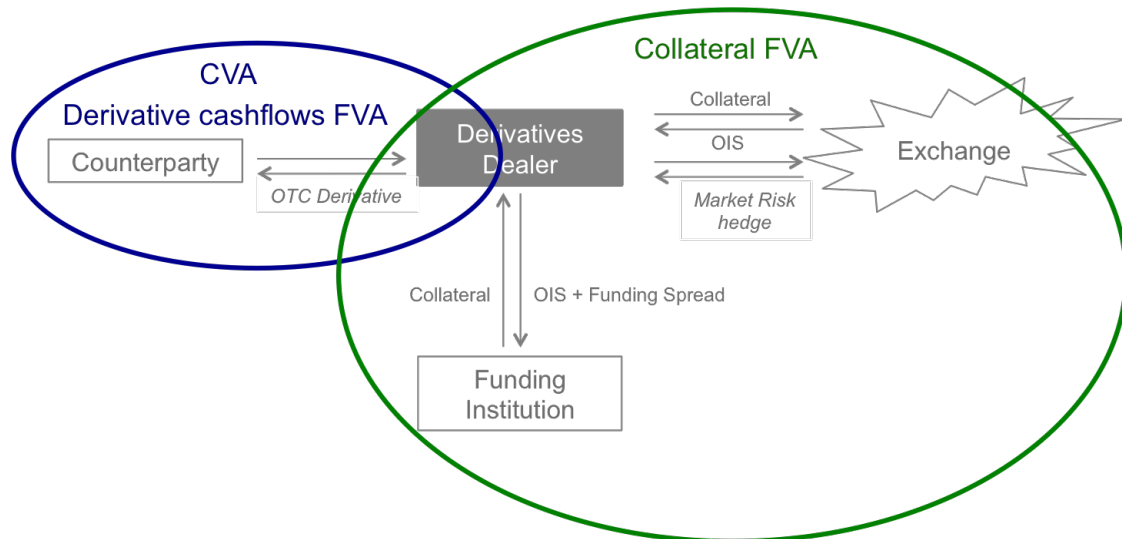 CVA
Derivative cashflows FVA
Counterparty
OTC Derivative
Collateral FVA
Derivatives
Dealer
Collateral
OIS
Market Risk
hedge
Exchange
Collateral
OIS + Funding Spread
Funding
Institution